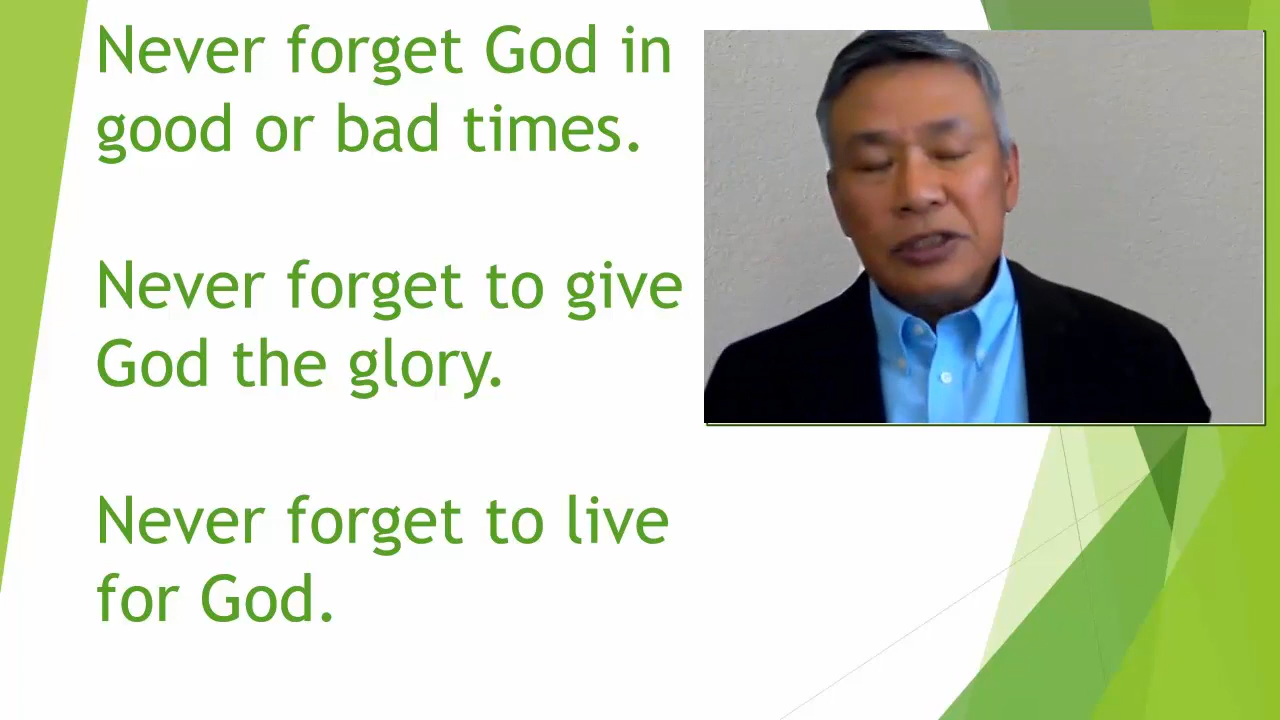 Never forget God in
good or bad times.
Never forget to give
God the glory.
Never forget to live
for God.